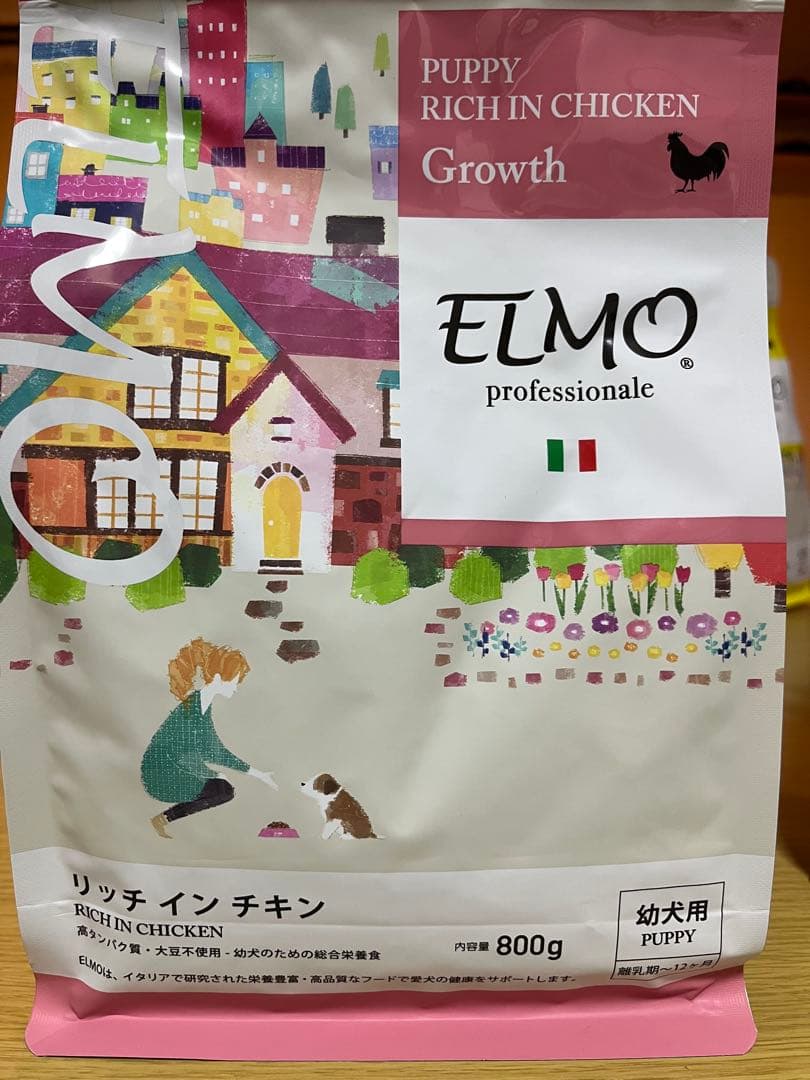 ELMO
PUPPY
RICH IN CHICKEN
Growth
ELMO®
professionale
リッチ イン チキン
RICH IN CHICKEN
高タンパク質・大豆不使用 - 幼犬のための総合栄養食
内容量 800g
ELMOは、イタリアで研究された栄養豊富・高品質なフードで愛犬の健康をサポートします。
幼犬用
PUPPY
離乳期～12ヶ月